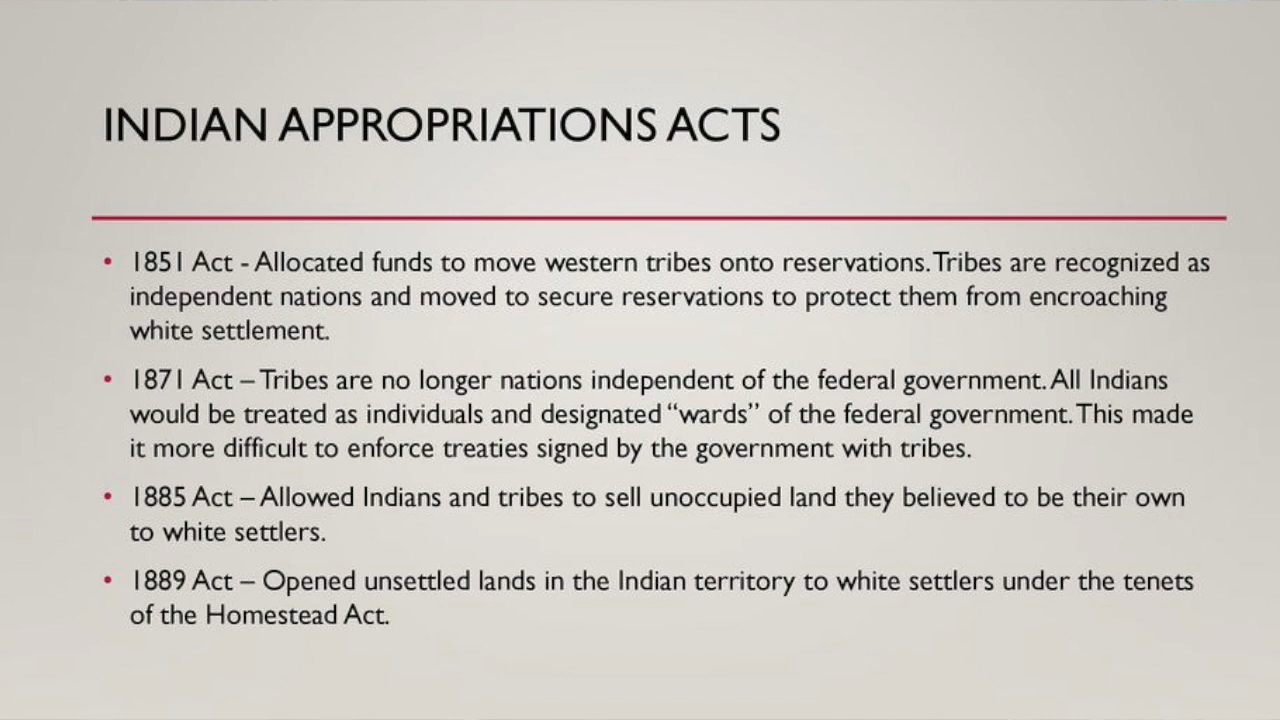 INDIAN APPROPRIATIONS ACTS
• 1851 Act - Allocated funds to move western tribes onto reservations. Tribes are recognized as
independent nations and moved to secure reservations to protect them from encroaching
white settlement.
• 1871 Act – Tribes are no longer nations independent of the federal government. All Indians
would be treated as individuals and designated “wards” of the federal government. This made
it more difficult to enforce treaties signed by the government with tribes.
• 1885 Act – Allowed Indians and tribes to sell unoccupied land they believed to be their own
to white settlers.
• 1889 Act – Opened unsettled lands in the Indian territory to white settlers under the tenets
of the Homestead Act.